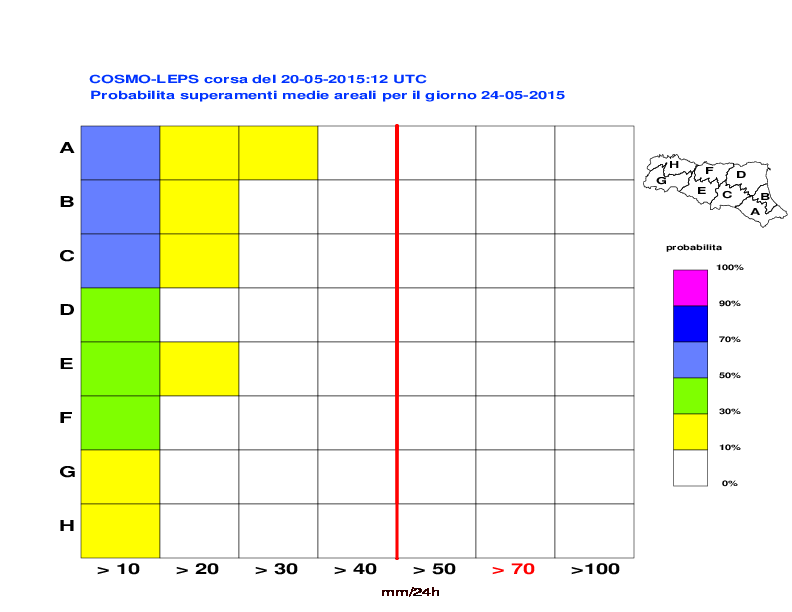 COSMO-LEPS corsa del 20-05-2015:12 UTC
Probabilita superamenti medie areali per il giorno 24-05-2015
A
B
C
D
E
F
G
H
> 10 > 20 > 30 > 40 > 50 > 70 >100
mm/24h
H F D
G E C B
A
probabilita
100%
90%
70%
50%
30%
10%
0%